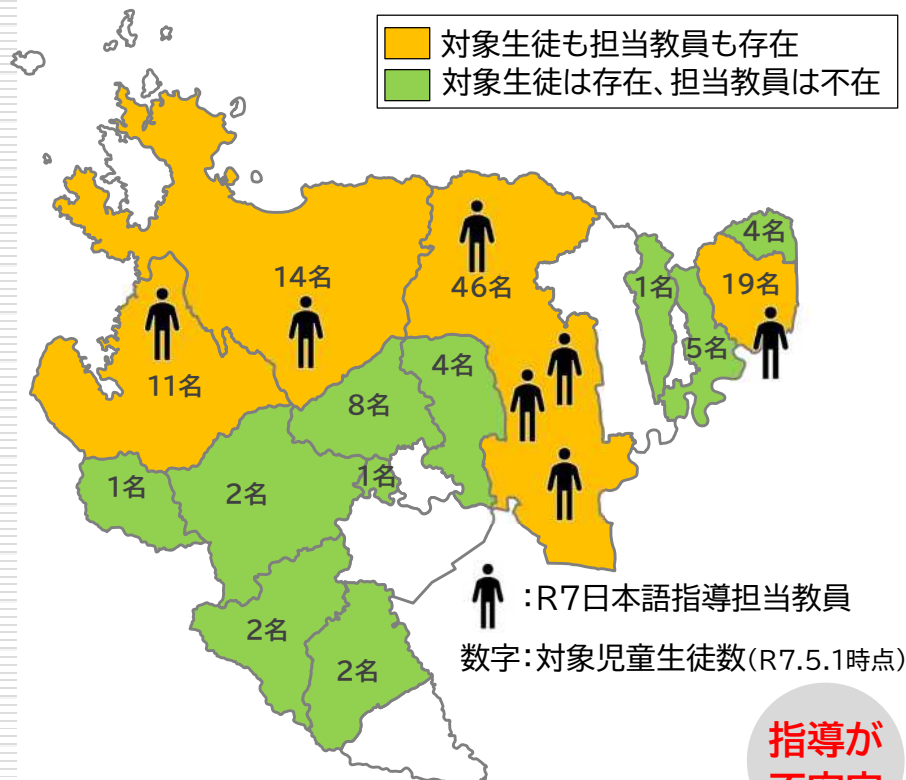 対象生徒も担当教員も存在
対象生徒は存在、担当教員は不在
4名
14名
46名
1名
19名
5名
11名
4名
8名
1名
1名
2名
2名
2名
:R7日本語指導担当教員
数字:対象児童生徒数(R7.5.1時点)
指導が